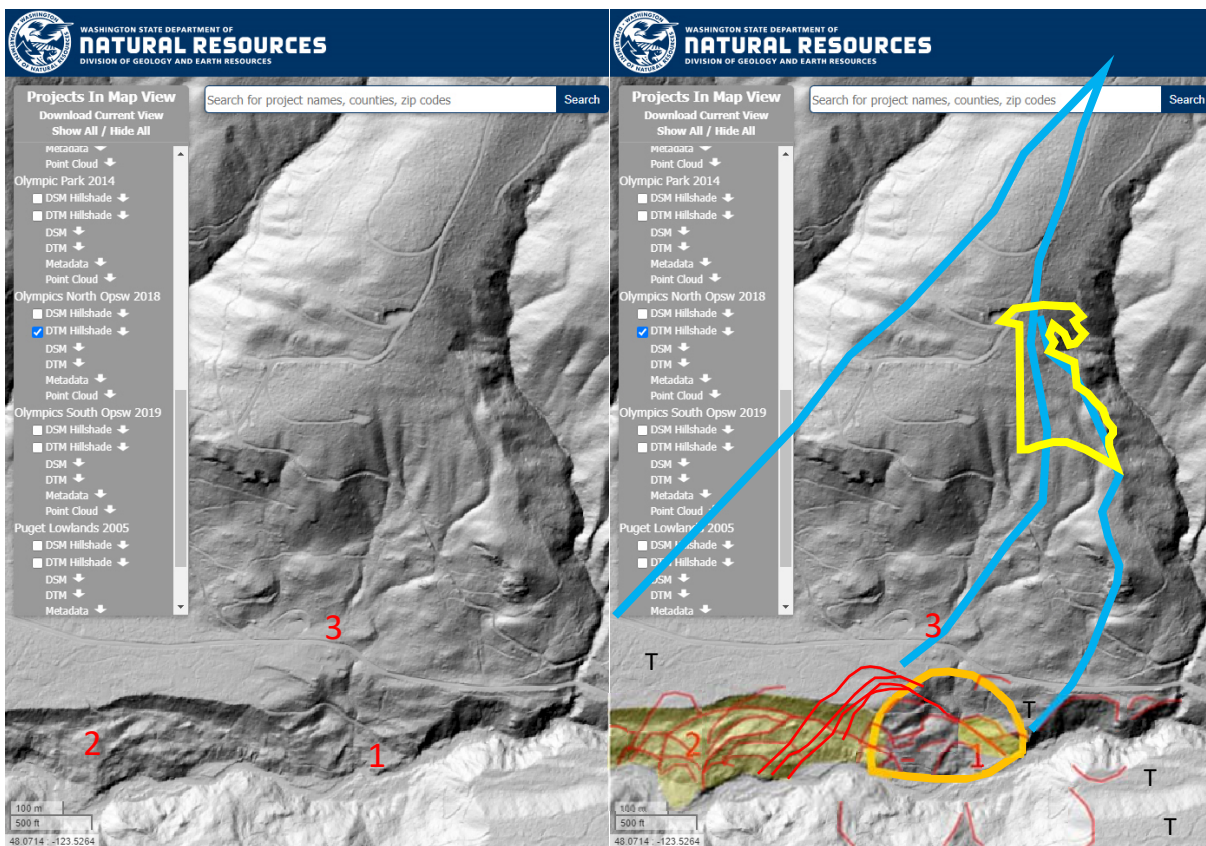 WASHINGTON STATE DEPARTMENT OF
NATURAL RESOURCES
DIVISION OF GEOLOGY AND EARTH RESOURCES
Projects In Map View
Download Current View
Show All / Hide All
Search for project names, counties, zip codes
Search
Metadata
Point Cloud
Olympic Park 2014
DSM Hillshade
DTM Hillshade
DSM
DTM
Metadata
Point Cloud
Olympics North Opsw 2018
DSM Hillshade
DTM Hillshade
DSM
DTM
Metadata
Point Cloud
Olympics South Opsw 2019
DSM Hillshade
DTM Hillshade
DSM
DTM
Metadata
Point Cloud
Puget Lowlands 2005
DSM Hillshade
DTM Hillshade
DSM
DTM
Metadata
3
2
1
100 m
500 ft
48.0714 : -123.5264
WASHINGTON STATE DEPARTMENT OF
NATURAL RESOURCES
DIVISION OF GEOLOGY AND EARTH RESOURCES
Projects In Map View
Download Current View
Show All / Hide All
Search for project names, counties, zip codes
Search
Metadata
Point Cloud
Olympic Park 2014
DSM Hillshade
DTM Hillshade
DSM
DTM
Metadata
Point Cloud
Olympics North Opsw 2018
DSM Hillshade
DTM Hillshade
DSM
DTM
Metadata
Point Cloud
Olympics South Opsw 2019
DSM Hillshade
DTM Hillshade
DSM
DTM
Metadata
Point Cloud
Puget Lowlands 2005
DSM Hillshade
DTM Hillshade
DSM
DTM
Metadata
3
T
T
2
1
T
T
100 m
500 ft
48.0714 : -123.5264